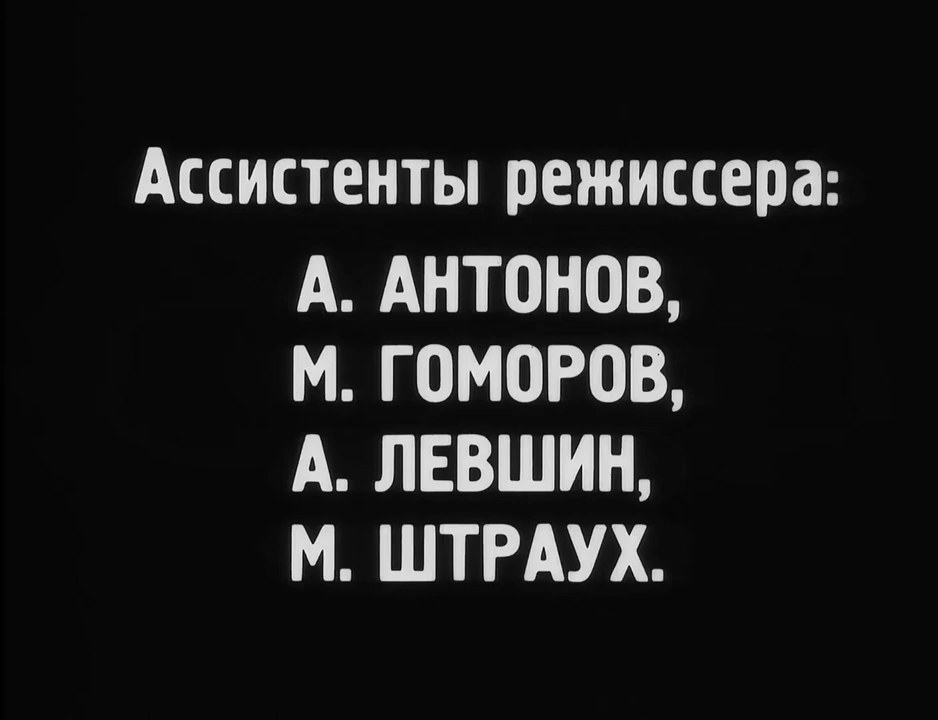 Ассистенты режиссера:
А. АНТОНОВ,
М. ГОМОРОВ,
А. ЛЕВШИН,
М. ШТРАУХ.